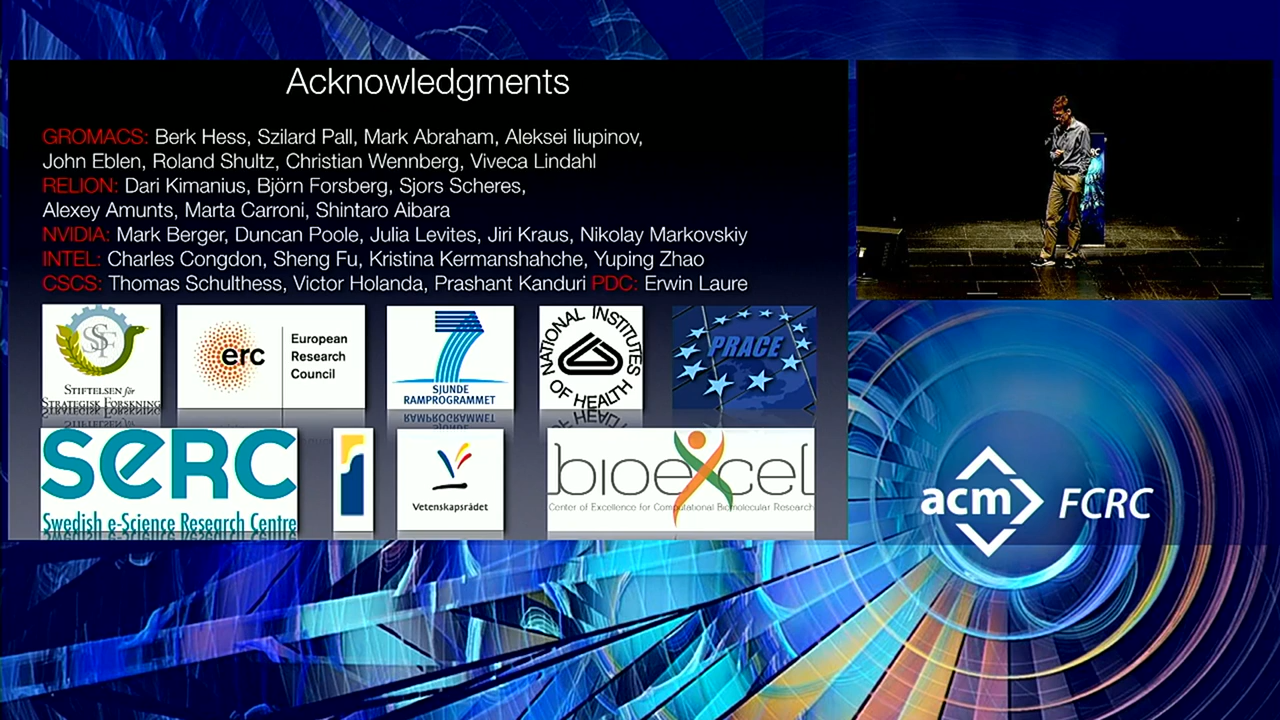 Acknowledgments
GROMACS: Berk Hess, Szilard Pall, Mark Abraham, Aleksei Iiupinov,
John Eblen, Roland Shultz, Christian Wennberg, Viveca Lindahl
RELION: Dari Kimanius, Björn Forsberg, Sjors Scheres,
Alexey Amunts, Marta Carroni, Shintaro Aibara
NVIDIA: Mark Berger, Duncan Poole, Julia Levites, Jiri Kraus, Nikolay Markovskiy
INTEL: Charles Congdon, Sheng Fu, Kristina Kermanshahche, Yuping Zhao
CSCS: Thomas Schulthess, Victor Holanda, Prashant Kanduri PDC: Erwin Laure
SSF
STIFTELSEN för
STRATEGISK FORSKNING
erc
European
Research
Council
7
SJUNDE
RAMPROGRAMMET
NATIONAL INSTITUTES
OF HEALTH
PRACE
serc
Swedish e-Science Research Centre
Vetenskapsrådet
bioexcel
Center of Excellence for Computational Biomolecular Research
acm FCRC